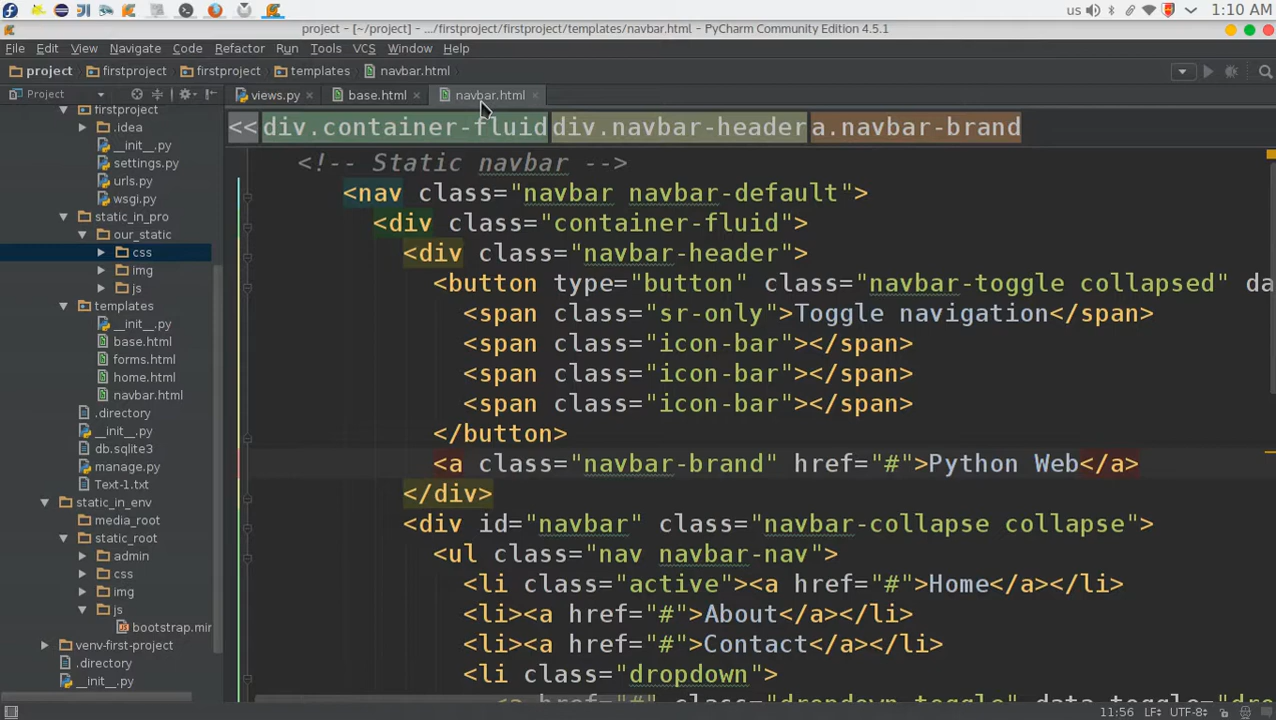 us 1:10 AM
project - [~/project] - .../firstproject/firstproject/templates/navbar.html - PyCharm Community Edition 4.5.1
File Edit View Navigate Code Refactor Run Tools VCS Window Help
project firstproject firstproject templates navbar.html
Project
views.py base.html navbar.html
<< div.container-fluid div.navbar-header a.navbar-brand
firstproject
.idea
__init__.py
settings.py
urls.py
wsgi.py
static_in_pro
our_static
css
img
js
templates
__init__.py
base.html
forms.html
home.html
navbar.html
.directory
__init__.py
db.sqlite3
manage.py
Text-1.txt
static_in_env
media_root
static_root
admin
css
img
js
bootstrap.mir
venv-first-project
.directory
__init__.py
<!-- Static navbar -->
<nav class="navbar navbar-default">
<div class="container-fluid">
<div class="navbar-header">
<button type="button" class="navbar-toggle collapsed" da
<span class="sr-only">Toggle navigation</span>
<span class="icon-bar"></span>
<span class="icon-bar"></span>
<span class="icon-bar"></span>
</button>
<a class="navbar-brand" href="#">Python Web</a>
</div>
<div id="navbar" class="navbar-collapse collapse">
<ul class="nav navbar-nav">
<li class="active"><a href="#">Home</a></li>
<li><a href="#">About</a></li>
<li><a href="#">Contact</a></li>
<li class="dropdown">
<a href="#" class="dropdown-toggle" data-toggle="dro
11:56 LF UTF-8